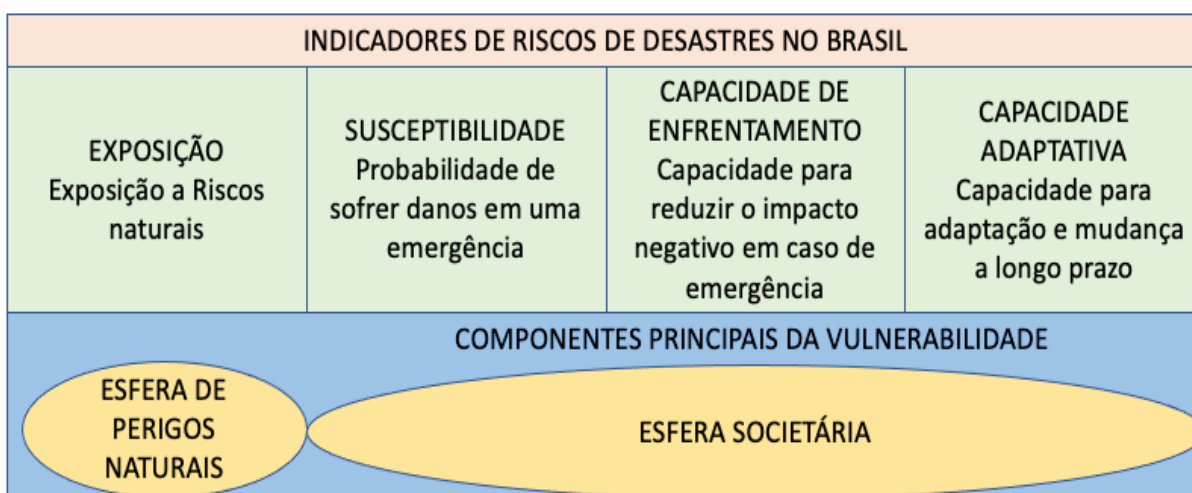 INDICADORES DE RISCOS DE DESASTRES NO BRASIL
EXPOSIÇÃO
Exposição a Riscos
naturais
SUSCEPTIBILIDADE
Probabilidade de
sofrer danos em uma
emergência
CAPACIDADE DE
ENFRENTAMENTO
Capacidade para
reduzir o impacto
negativo em caso de
emergência
CAPACIDADE
ADAPTATIVA
Capacidade para
adaptação e mudança
a longo prazo
COMPONENTES PRINCIPAIS DA VULNERABILIDADE
ESFERA DE
PERIGOS
NATURAIS
ESFERA SOCIETÁRIA